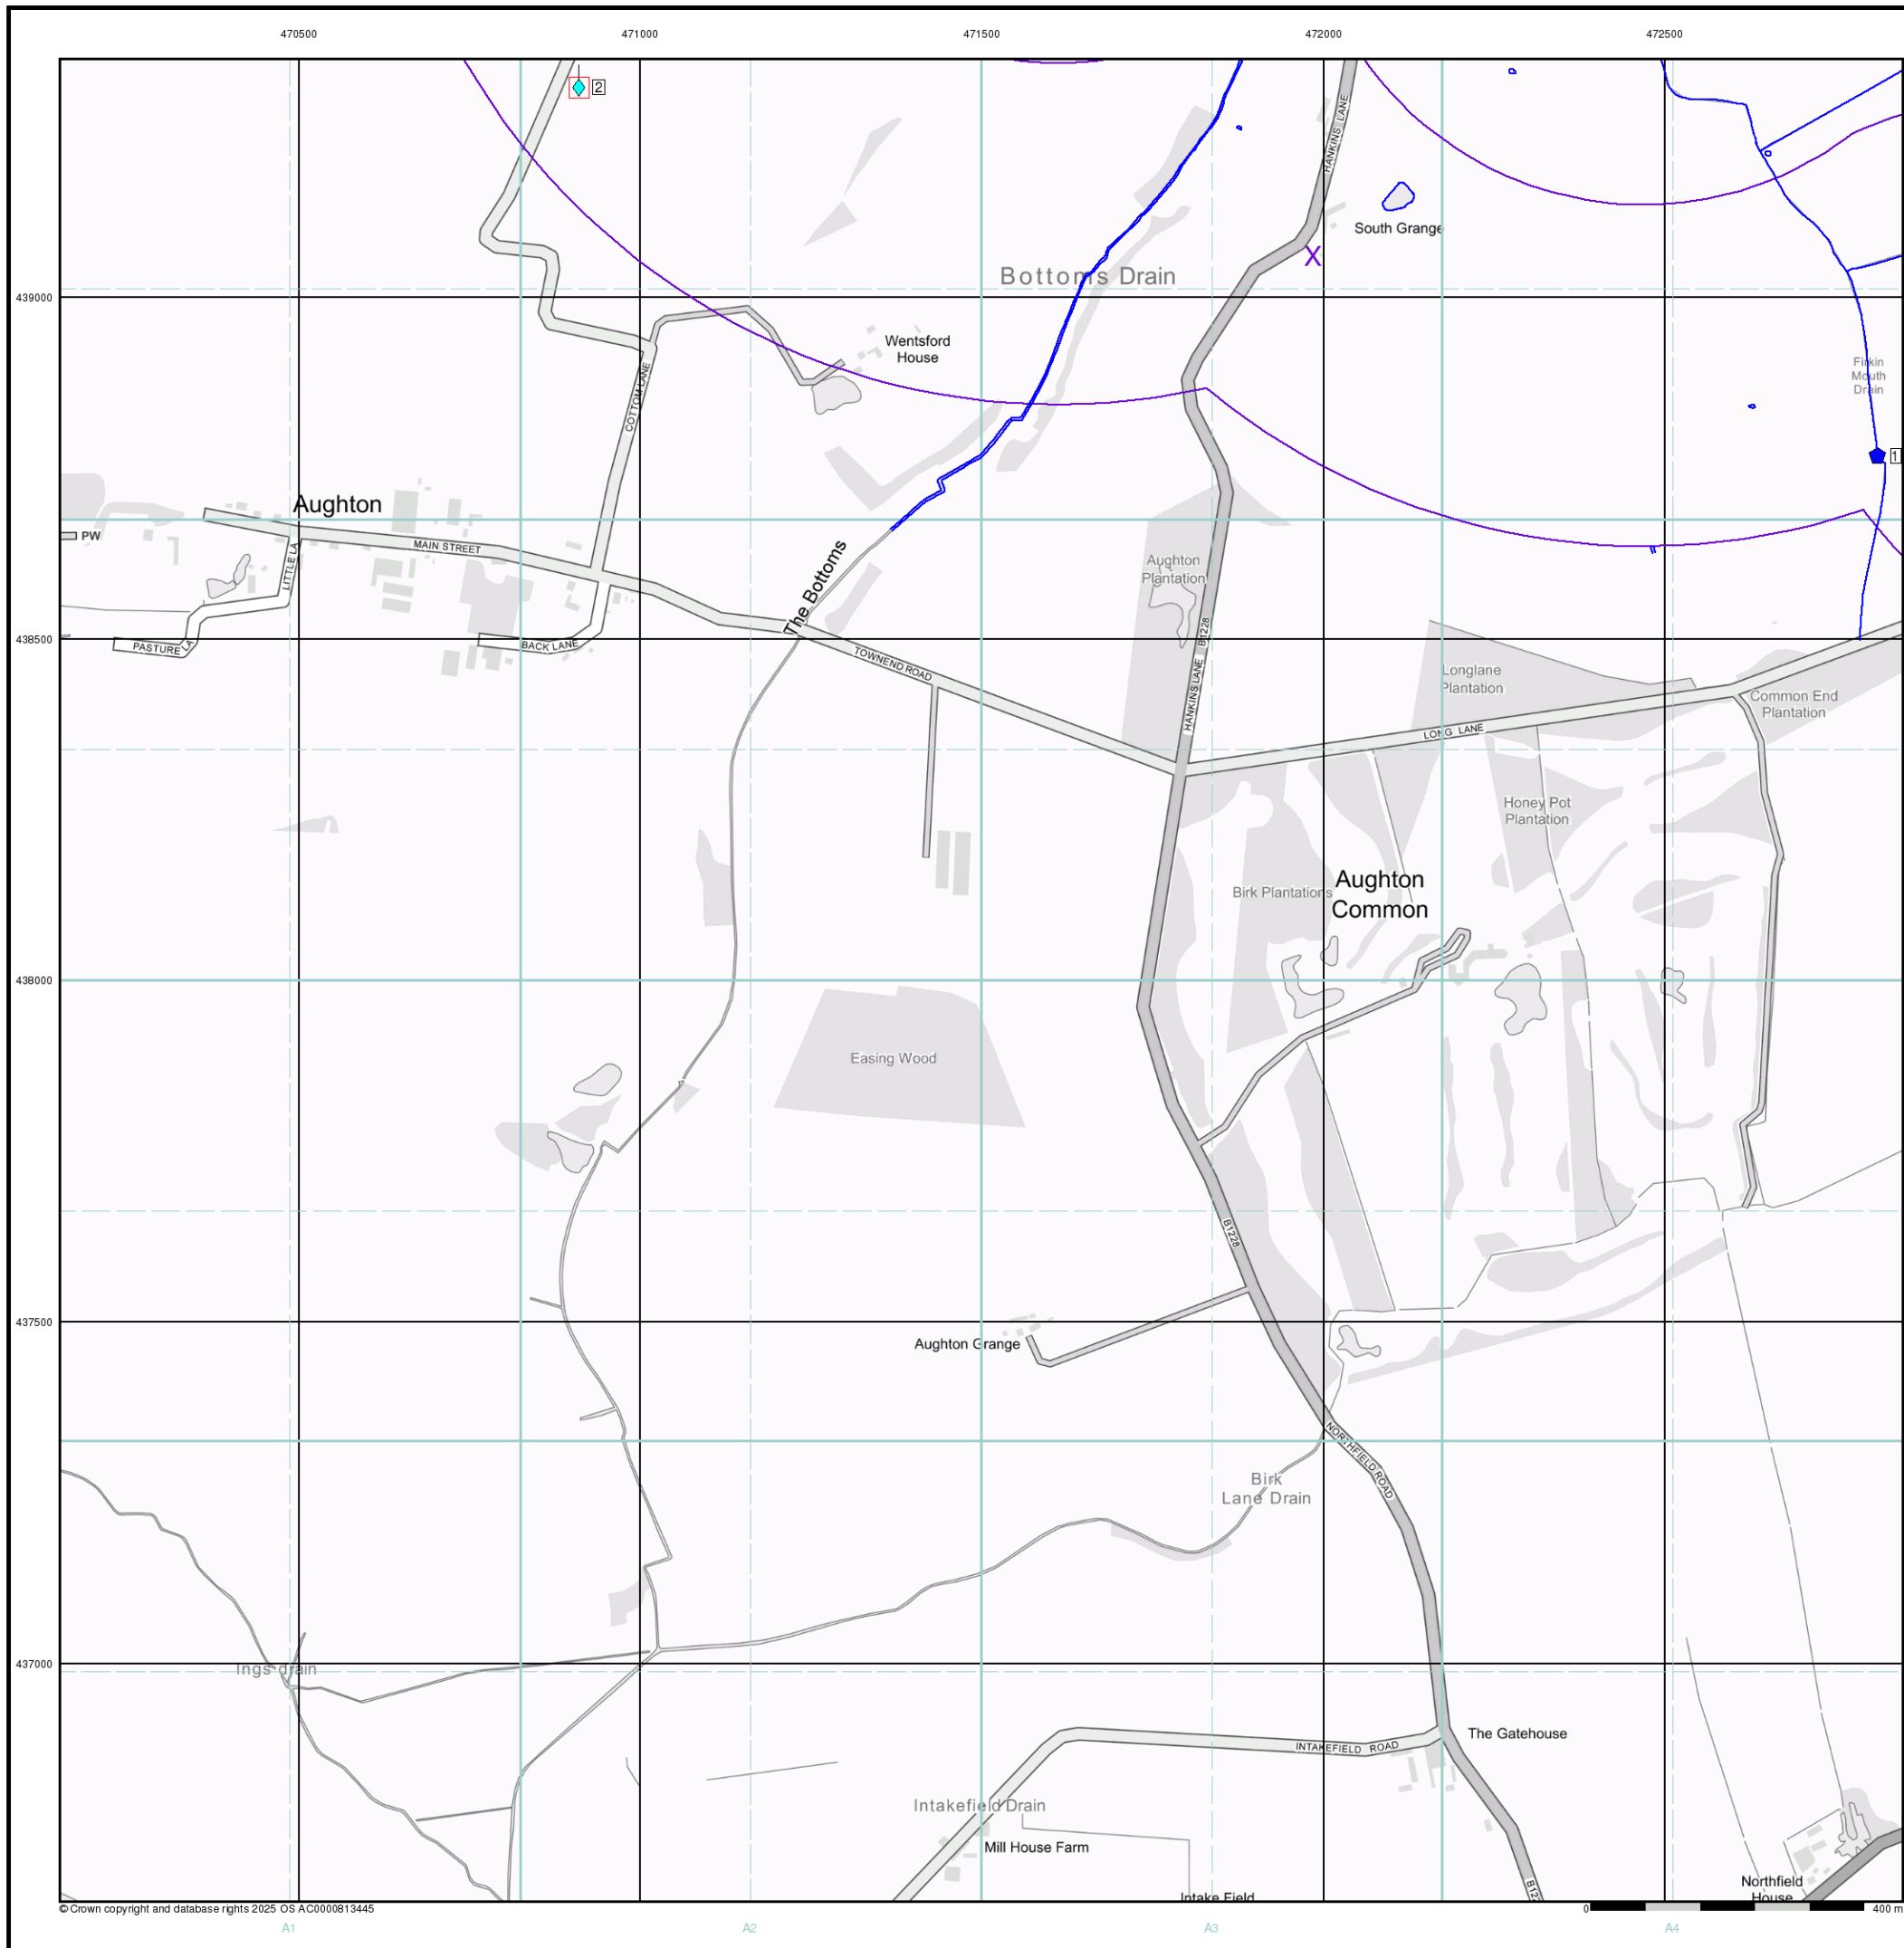 470500 471000 471500 472000 472500
2
HANKINS LANE
South Grange
X
Bottoms Drain
439000
Wentsford
House
Firkin
Mouth
Drain
COTTOM LANE
1
Aughton
PW
MAIN STREET
LITTLE LA
The Bottoms
Aughton
Plantation
438500
PASTURE LA
BACK LANE
TOWNEND ROAD
HANKINS LANE B1228
Longlane
Plantation
Common End
Plantation
LONG LANE
Honey Pot
Plantation
Birk Plantations
Aughton
Common
438000
Easing Wood
B1228
437500
Aughton Grange
NORTHFIELD ROAD
Birk
Lane Drain
437000
Ings drain
The Gatehouse
INTAKEFIELD ROAD
Intakefield Drain
Mill House Farm
Northfield
House
Intake Field
B12
© Crown copyright and database rights 2025 OS AC0000813445
0 400 m
A1 A2 A3 A4